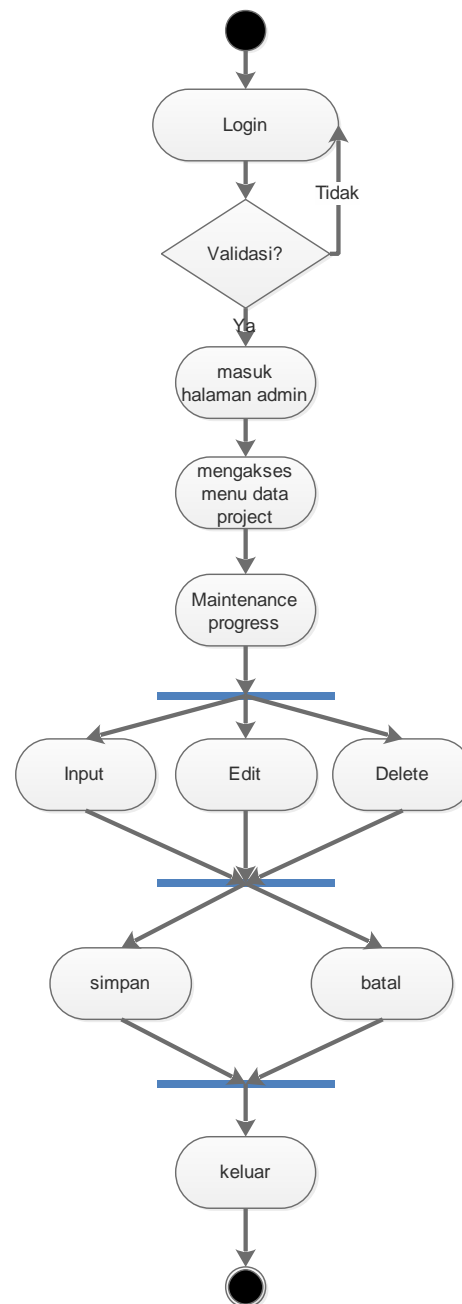 Login
Tidak
Validasi?
Ya
masuk
halaman admin
mengakses
menu data
project
Maintenance
progress
Input
Edit
Delete
simpan
batal
keluar